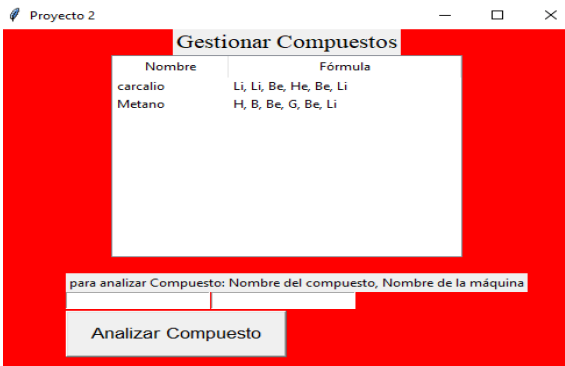 Proyecto 2
Gestionar Compuestos
Nombre Fórmula
carcalio Li, Li, Be, He, Be, Li
Metano H, B, Be, G, Be, Li
para analizar Compuesto: Nombre del compuesto, Nombre de la máquina
Analizar Compuesto